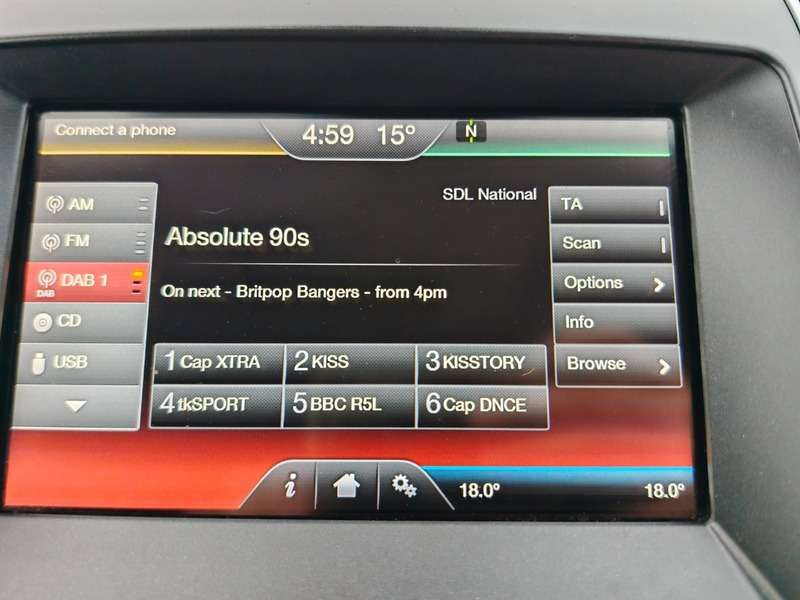 Connect a phone
4:59 15°
N
SDL National
AM
FM
DAB 1
DAB
CD
USB
Absolute 90s
On next - Britpop Bangers - from 4pm
TA
Scan
Options
Info
Browse
1 Cap XTRA
2 KISS
3 KISSTORY
4 tkSPORT
5 BBC R5L
6 Cap DNCE
i
18.0°
18.0°